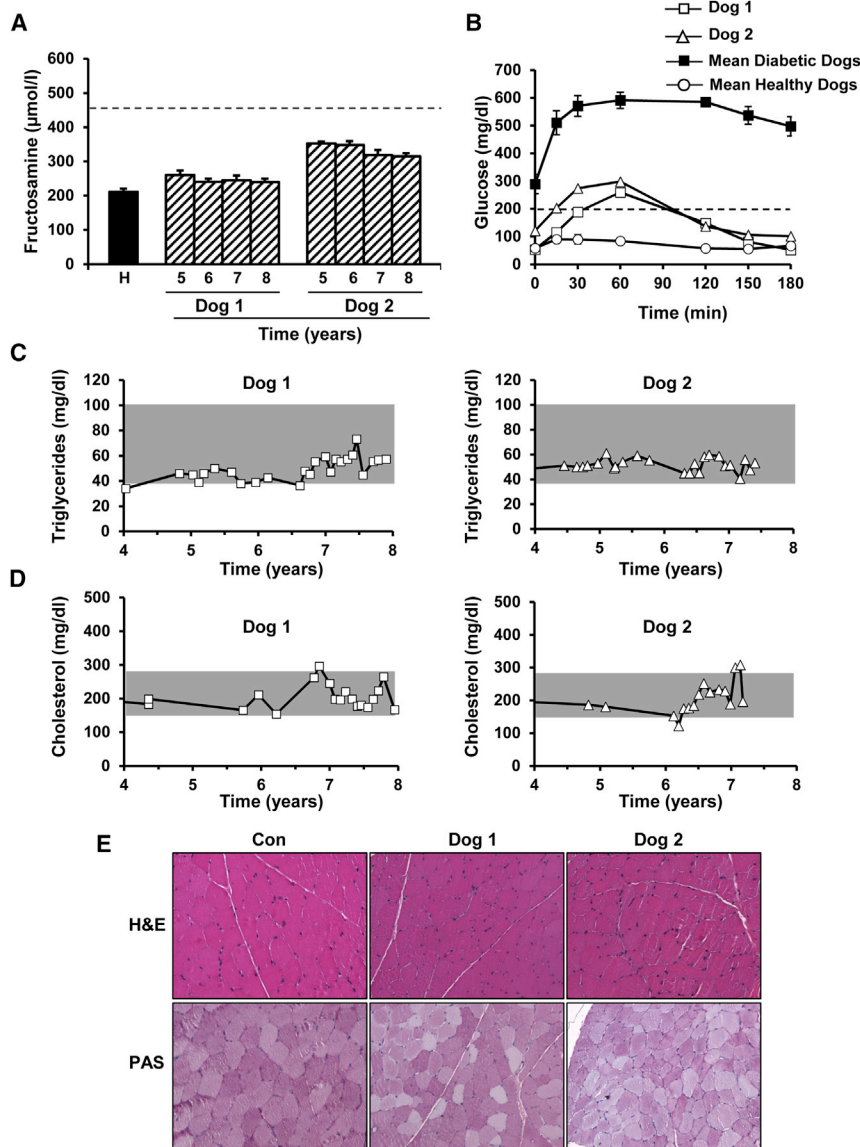 A
Fructosamine (µmol/l)
600
500
400
300
200
100
0
H
5 6 7 8
5 6 7 8
Dog 1
Dog 2
Time (years)
B
Dog 1
Dog 2
Mean Diabetic Dogs
Mean Healthy Dogs
Glucose (mg/dl)
700
600
500
400
300
200
100
0
0 30 60 90 120 150 180
Time (min)
C
Dog 1
Triglycerides (mg/dl)
120
100
80
60
40
20
0
4 5 6 7 8
Time (years)
Dog 2
Triglycerides (mg/dl)
120
100
80
60
40
20
0
4 5 6 7 8
Time (years)
D
Dog 1
Cholesterol (mg/dl)
500
400
300
200
100
0
4 5 6 7 8
Time (years)
Dog 2
Cholesterol (mg/dl)
500
400
300
200
100
0
4 5 6 7 8
Time (years)
E
Con
Dog 1
Dog 2
H&E
PAS